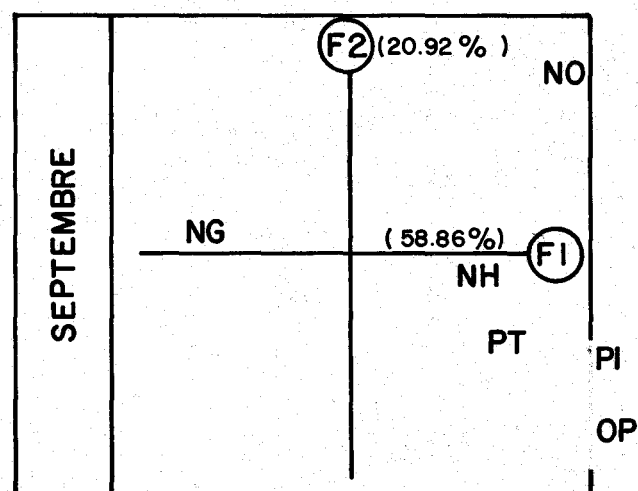 SEPTEMBRE
F2 (20.92 %)
NO
NG
(58.86%)
F1
NH
PT
PI
OP